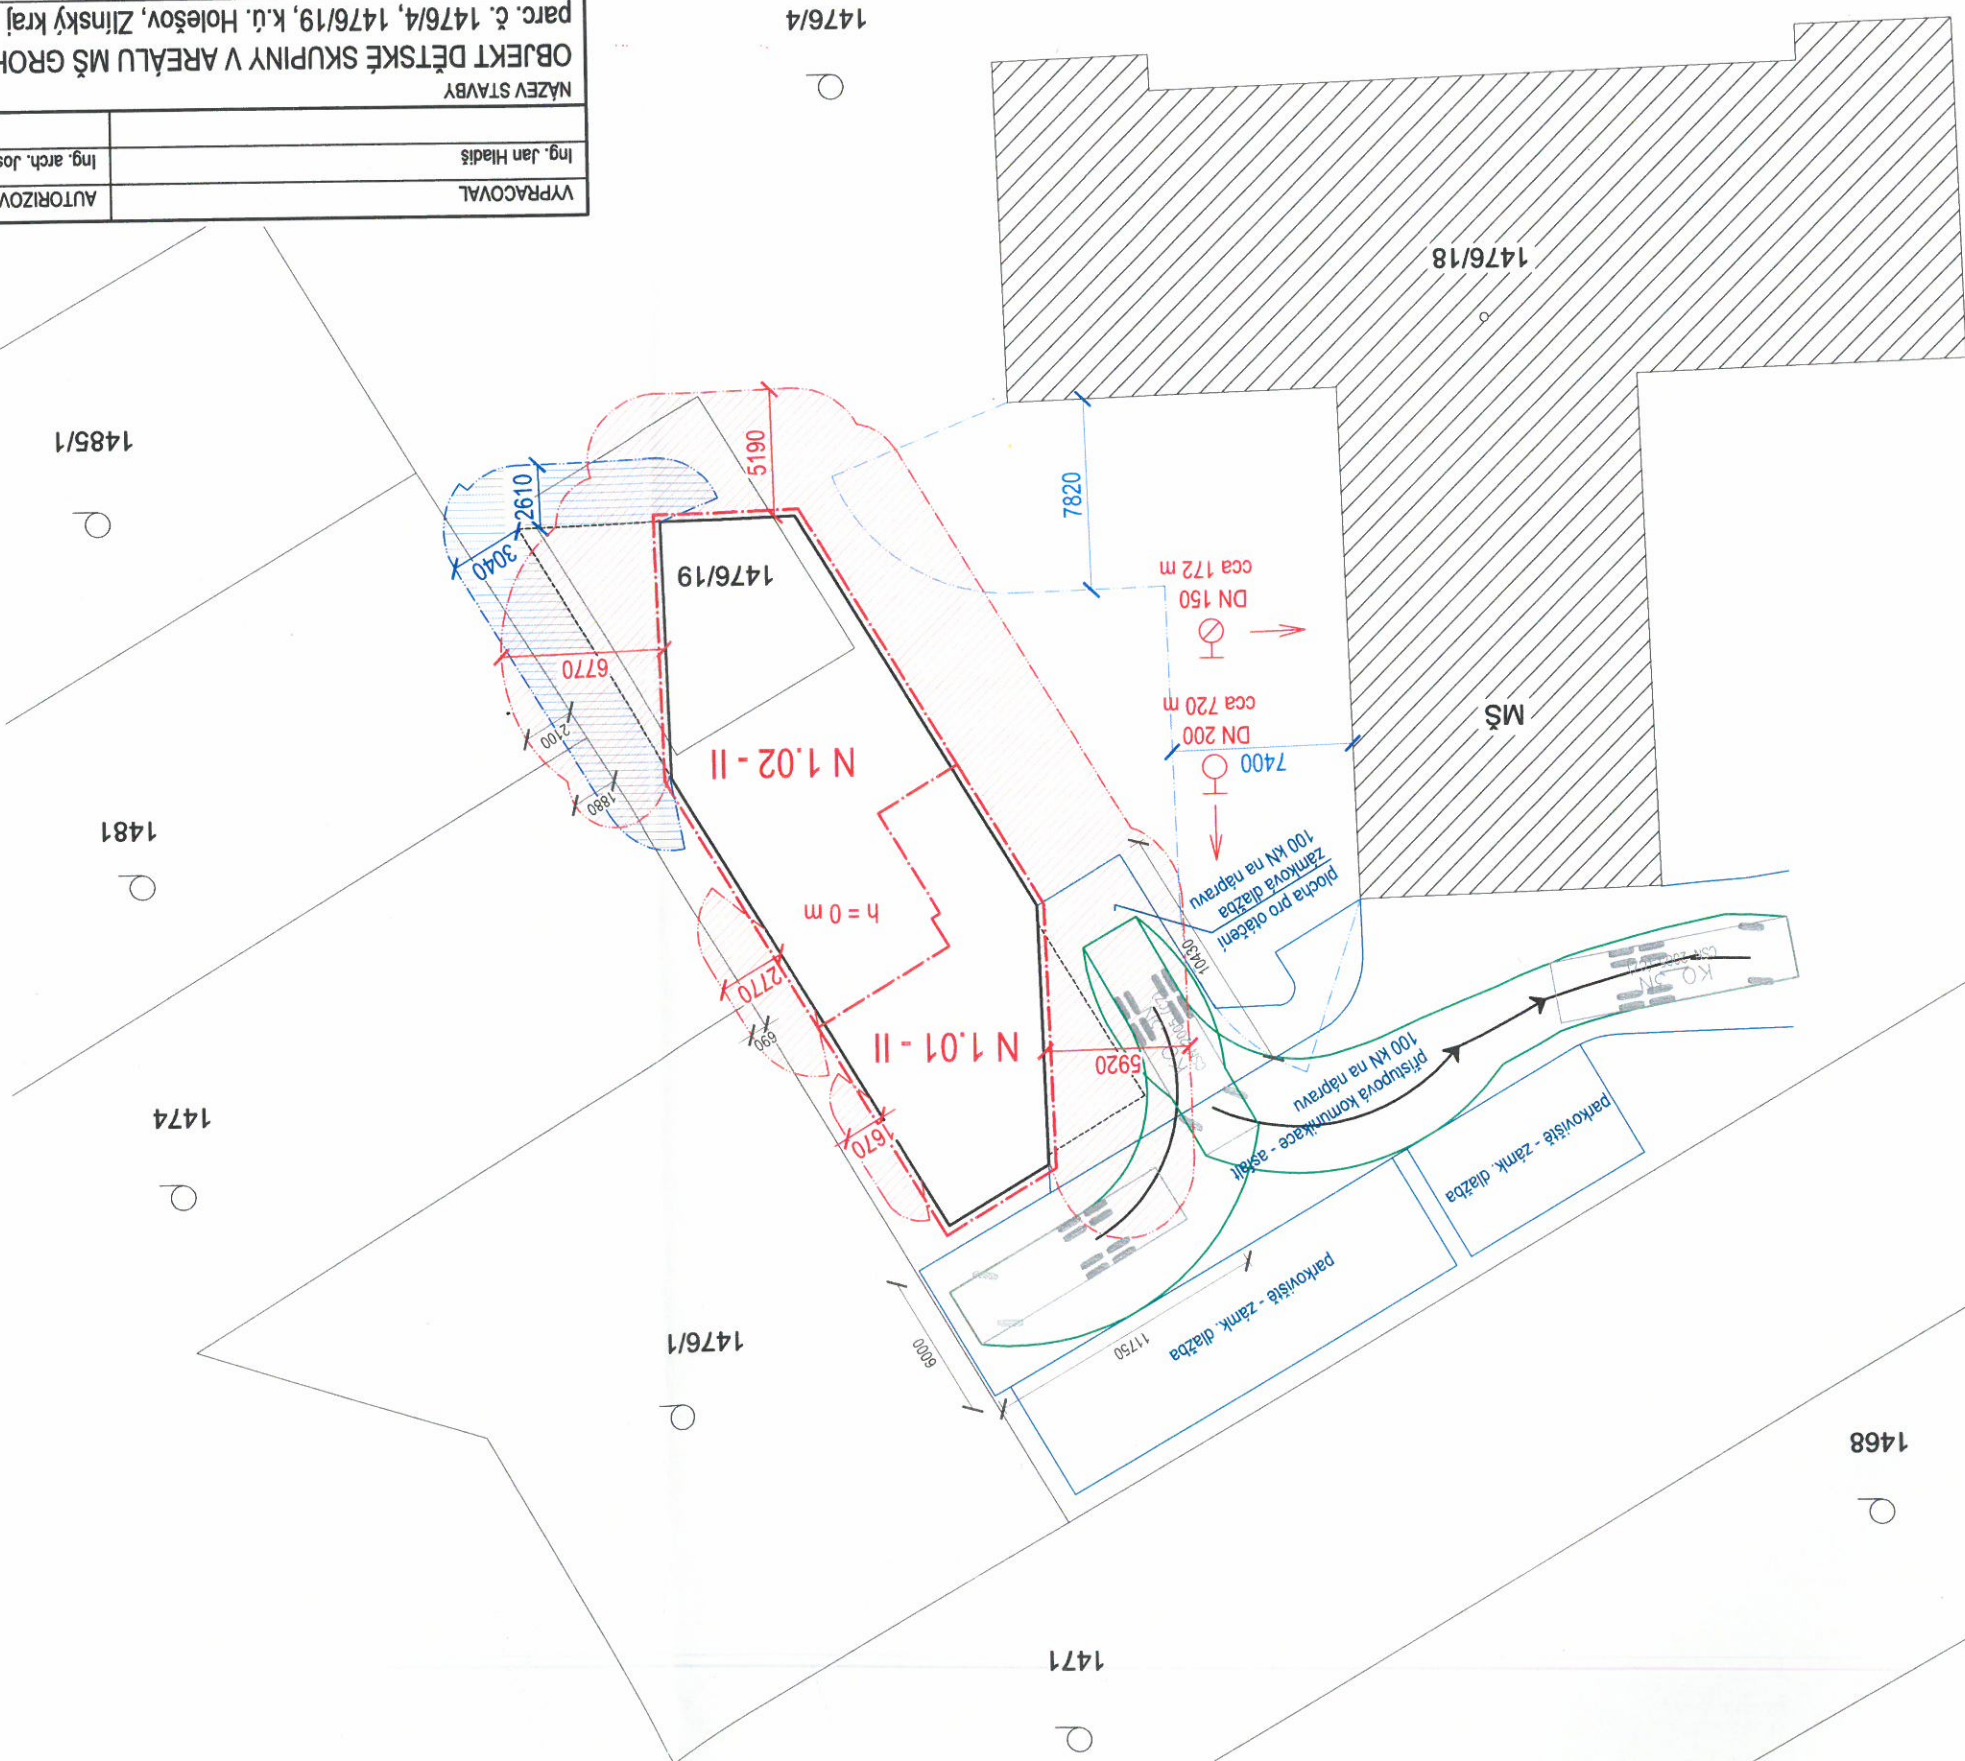 1468
1471
1476/1
1474
1481
1485/1
1476/4
1476/18
MŠ
1476/19
parkoviště - zámk. dlažba
parkoviště - zámk. dlažba
přístupová komunikace - asfalt
100 kN na nápravu
plocha pro otáčení
zámková dlažba
100 kN na nápravu
11750
6000
10430
5920
1670
690
2770
1880
2100
6770
3040
2610
5190
7820
7400
N 1.01 - II
h = 0 m
N 1.02 - II
DN 200
cca 720 m
DN 150
cca 172 m
VYPRACOVAL
Ing. Jan Hladiš
Ing. arch. Jos
NÁZEV STAVBY
OBJEKT DĚTSKÉ SKUPINY V AREÁLU MŠ GROH
parc. č. 1476/4, 1476/19, k.ú. Holešov, Zlínský kraj